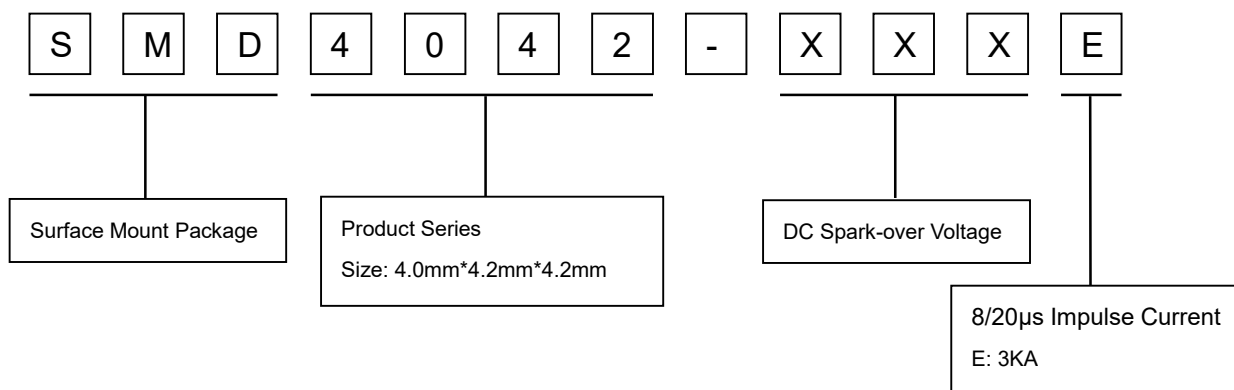 S M D 4 0 4 2 - X X X E
Surface Mount Package
Product Series
Size: 4.0mm*4.2mm*4.2mm
DC Spark-over Voltage
8/20μs Impulse Current
E: 3KA